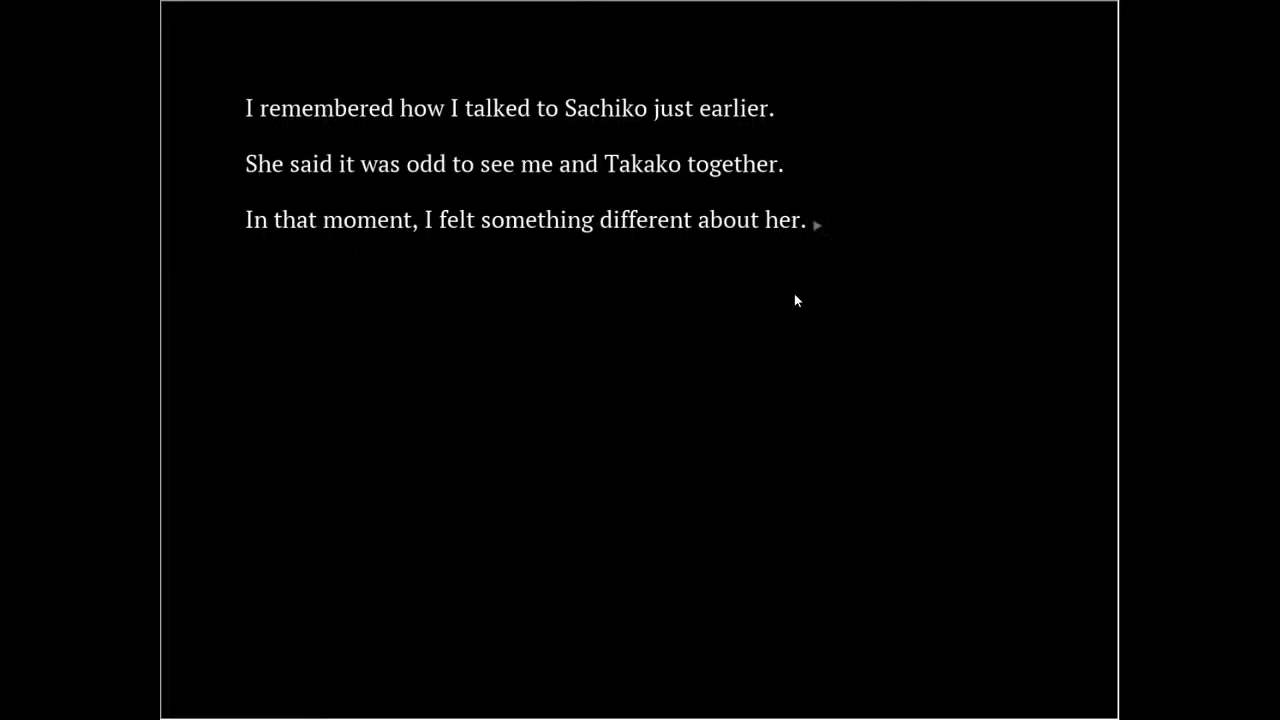 I remembered how I talked to Sachiko just earlier.
She said it was odd to see me and Takako together.
In that moment, I felt something different about her.